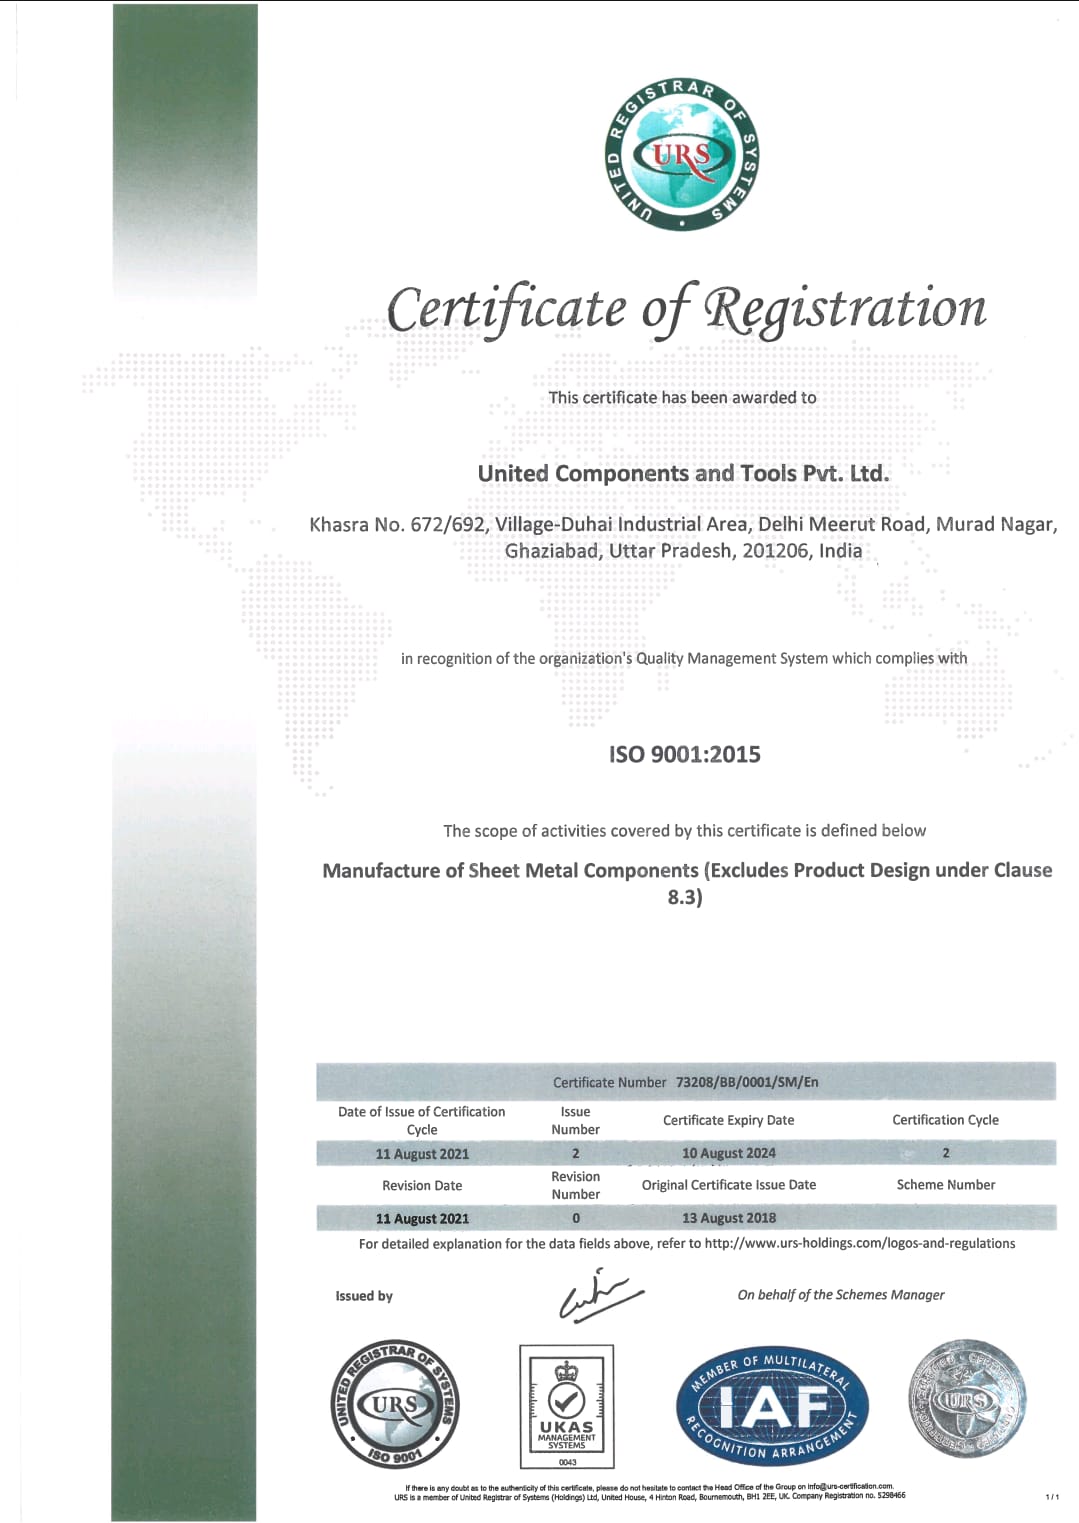 UNITED REGISTRAR OF SYSTEMS
URS
Certificate of Registration
This certificate has been awarded to
United Components and Tools Pvt. Ltd.
Khasra No. 672/692, Village-Duhai Industrial Area, Delhi Meerut Road, Murad Nagar,
Ghaziabad, Uttar Pradesh, 201206, India
in recognition of the organization's Quality Management System which complies with
ISO 9001:2015
The scope of activities covered by this certificate is defined below
Manufacture of Sheet Metal Components (Excludes Product Design under Clause
8.3)
Certificate Number 73208/BB/0001/SM/En
Date of Issue of Certification
Cycle
Issue
Number
Certificate Expiry Date
Certification Cycle
11 August 2021 2 10 August 2024 2
Revision Date
Revision
Number
Original Certificate Issue Date
Scheme Number
11 August 2021 0 13 August 2018
For detailed explanation for the data fields above, refer to http://www.urs-holdings.com/logos-and-regulations
Issued by
On behalf of the Schemes Manager
UNITED REGISTRAR OF SYSTEMS
URS
ISO 9001
UKAS
MANAGEMENT
SYSTEMS
0043
MEMBER OF MULTILATERAL
IAF
RECOGNITION ARRANGEMENT
URS
If there is any doubt as to the authenticity of this certificate, please do not hesitate to contact the Head Office of the Group on info@urs-certification.com.
URS is a member of United Registrar of Systems (Holdings) Ltd, United House, 4 Hinton Road, Bournemouth, BH1 2EE, UK. Company Registration no. 5298466
1 / 1